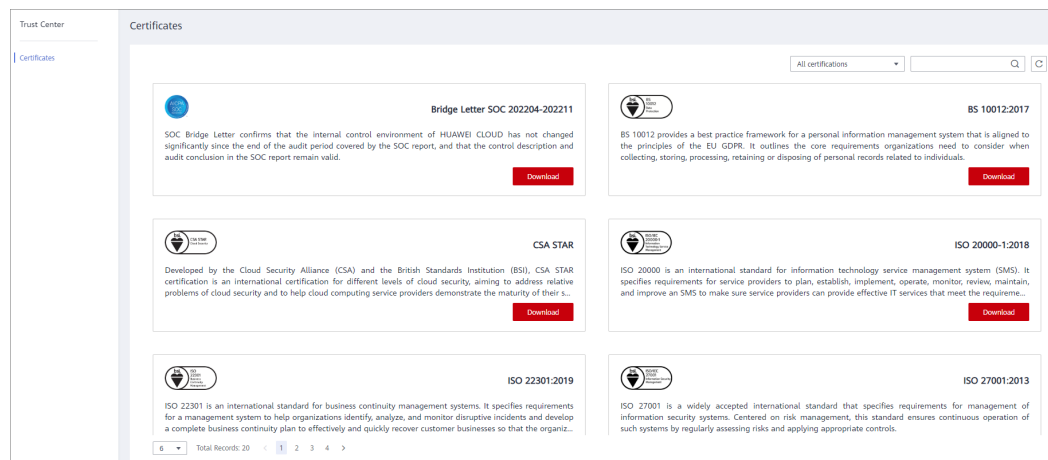 Trust Center
Certificates
Certificates
All certifications
Bridge Letter SOC 202204-202211
SOC Bridge Letter confirms that the internal control environment of HUAWEI CLOUD has not changed
significantly since the end of the audit period covered by the SOC report, and that the control description and
audit conclusion in the SOC report remain valid.
Download
BS 10012:2017
BS 10012 provides a best practice framework for a personal information management system that is aligned to
the principles of the EU GDPR. It outlines the core requirements organizations need to consider when
collecting, storing, processing, retaining or disposing of personal records related to individuals.
Download
CSA STAR
Developed by the Cloud Security Alliance (CSA) and the British Standards Institution (BSI), CSA STAR
certification is an international certification for different levels of cloud security, aiming to address relative
problems of cloud security and to help cloud computing service providers demonstrate the maturity of their s...
Download
ISO 20000-1:2018
ISO 20000 is an international standard for information technology service management system (SMS). It
specifies requirements for service providers to plan, establish, implement, operate, monitor, review, maintain,
and improve an SMS to make sure service providers can provide effective IT services that meet the requireme...
Download
ISO 22301:2019
ISO 22301 is an international standard for business continuity management systems. It specifies requirements
for a management system to help organizations identify, analyze, and monitor disruptive incidents and develop
a complete business continuity plan to effectively and quickly recover customer businesses so that the organiz...
ISO 27001:2013
ISO 27001 is a widely accepted international standard that specifies requirements for management of
information security systems. Centered on risk management, this standard ensures continuous operation of
such systems by regularly assessing risks and applying appropriate controls.
6 Total Records: 20 < 1 2 3 4 >